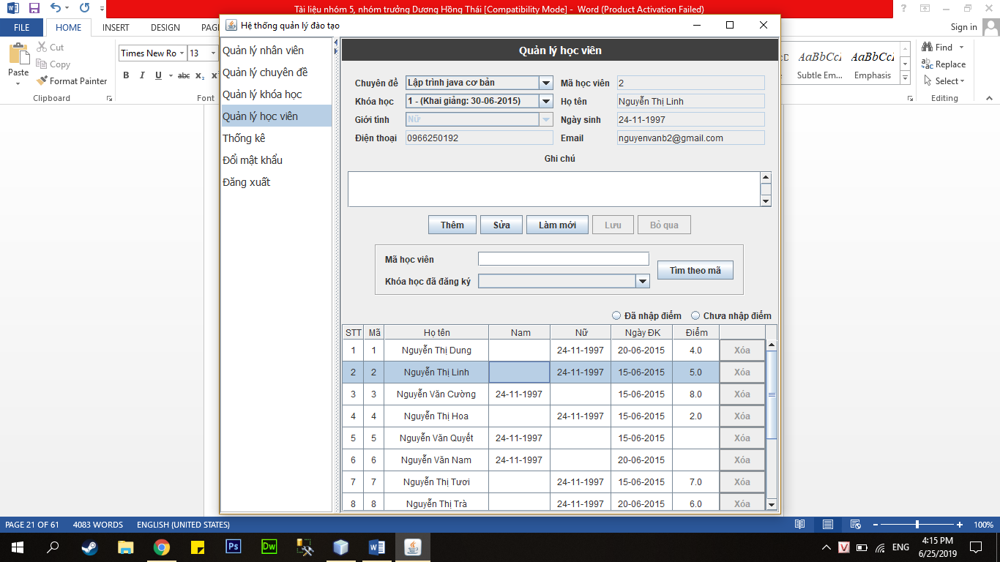 Tài liệu nhóm 5, nhóm trưởng Dương Hồng Thái [Compatibility Mode] - Word (Product Activation Failed)
FILE HOME INSERT DESIGN Sign in
Cut
Copy
Format Painter
Paste
Clipboard
Times New Ro 13
B I U abc
Font
AaBbCcI AaBbCcI
Subtle Em... Emphasis
Find
Replace
Select
Editing
Hệ thống quản lý đào tạo
Quản lý nhân viên
Quản lý chuyên đề
Quản lý khóa học
Quản lý học viên
Thống kê
Đổi mật khẩu
Đăng xuất
Quản lý học viên
Chuyên đề Lập trình java cơ bản Mã học viên 2
Khóa học 1 - (Khai giảng: 30-06-2015) Họ tên Nguyễn Thị Linh
Giới tính Nữ Ngày sinh 24-11-1997
Điện thoại 0966250192 Email nguyenvanb2@gmail.com
Ghi chú
Thêm Sửa Làm mới Lưu Bỏ qua
Mã học viên
Khóa học đã đăng ký
Tìm theo mã
Đã nhập điểm Chưa nhập điểm
STT Mã Họ tên Nam Nữ Ngày ĐK Điểm
1 1 Nguyễn Thị Dung 24-11-1997 20-06-2015 4.0 Xóa
2 2 Nguyễn Thị Linh 24-11-1997 15-06-2015 5.0 Xóa
3 3 Nguyễn Văn Cường 24-11-1997 15-06-2015 8.0 Xóa
4 4 Nguyễn Thị Hoa 24-11-1997 15-06-2015 2.0 Xóa
5 5 Nguyễn Văn Quyết 24-11-1997 15-06-2015 Xóa
6 6 Nguyễn Văn Nam 24-11-1997 20-06-2015 Xóa
7 7 Nguyễn Thị Tươi 24-11-1997 15-06-2015 7.0 Xóa
8 8 Nguyễn Thị Trà 24-11-1997 20-06-2015 6.0 Xóa
PAGE 21 OF 61 4083 WORDS ENGLISH (UNITED STATES) 100%
Ps Dw
ENG
4:15 PM
6/25/2019